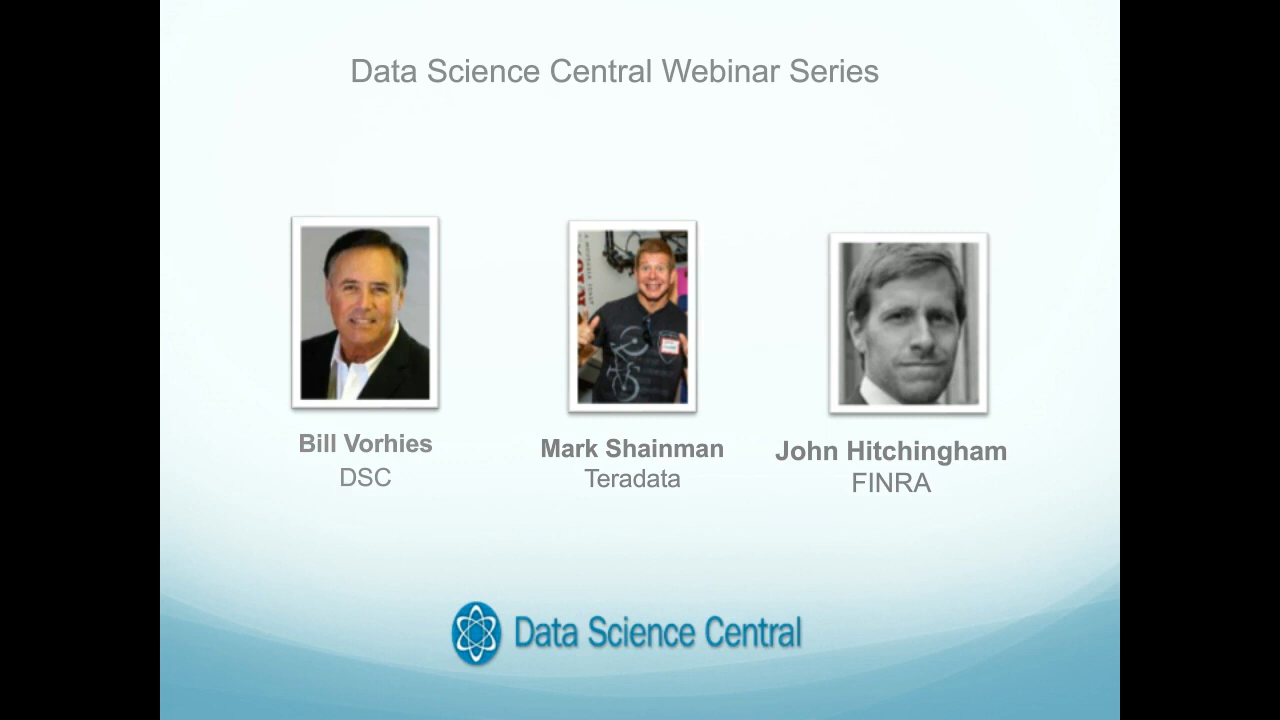 Data Science Central Webinar Series
Bill Vorhies
DSC
Mark Shainman
Teradata
John Hitchingham
FINRA
Data Science Central